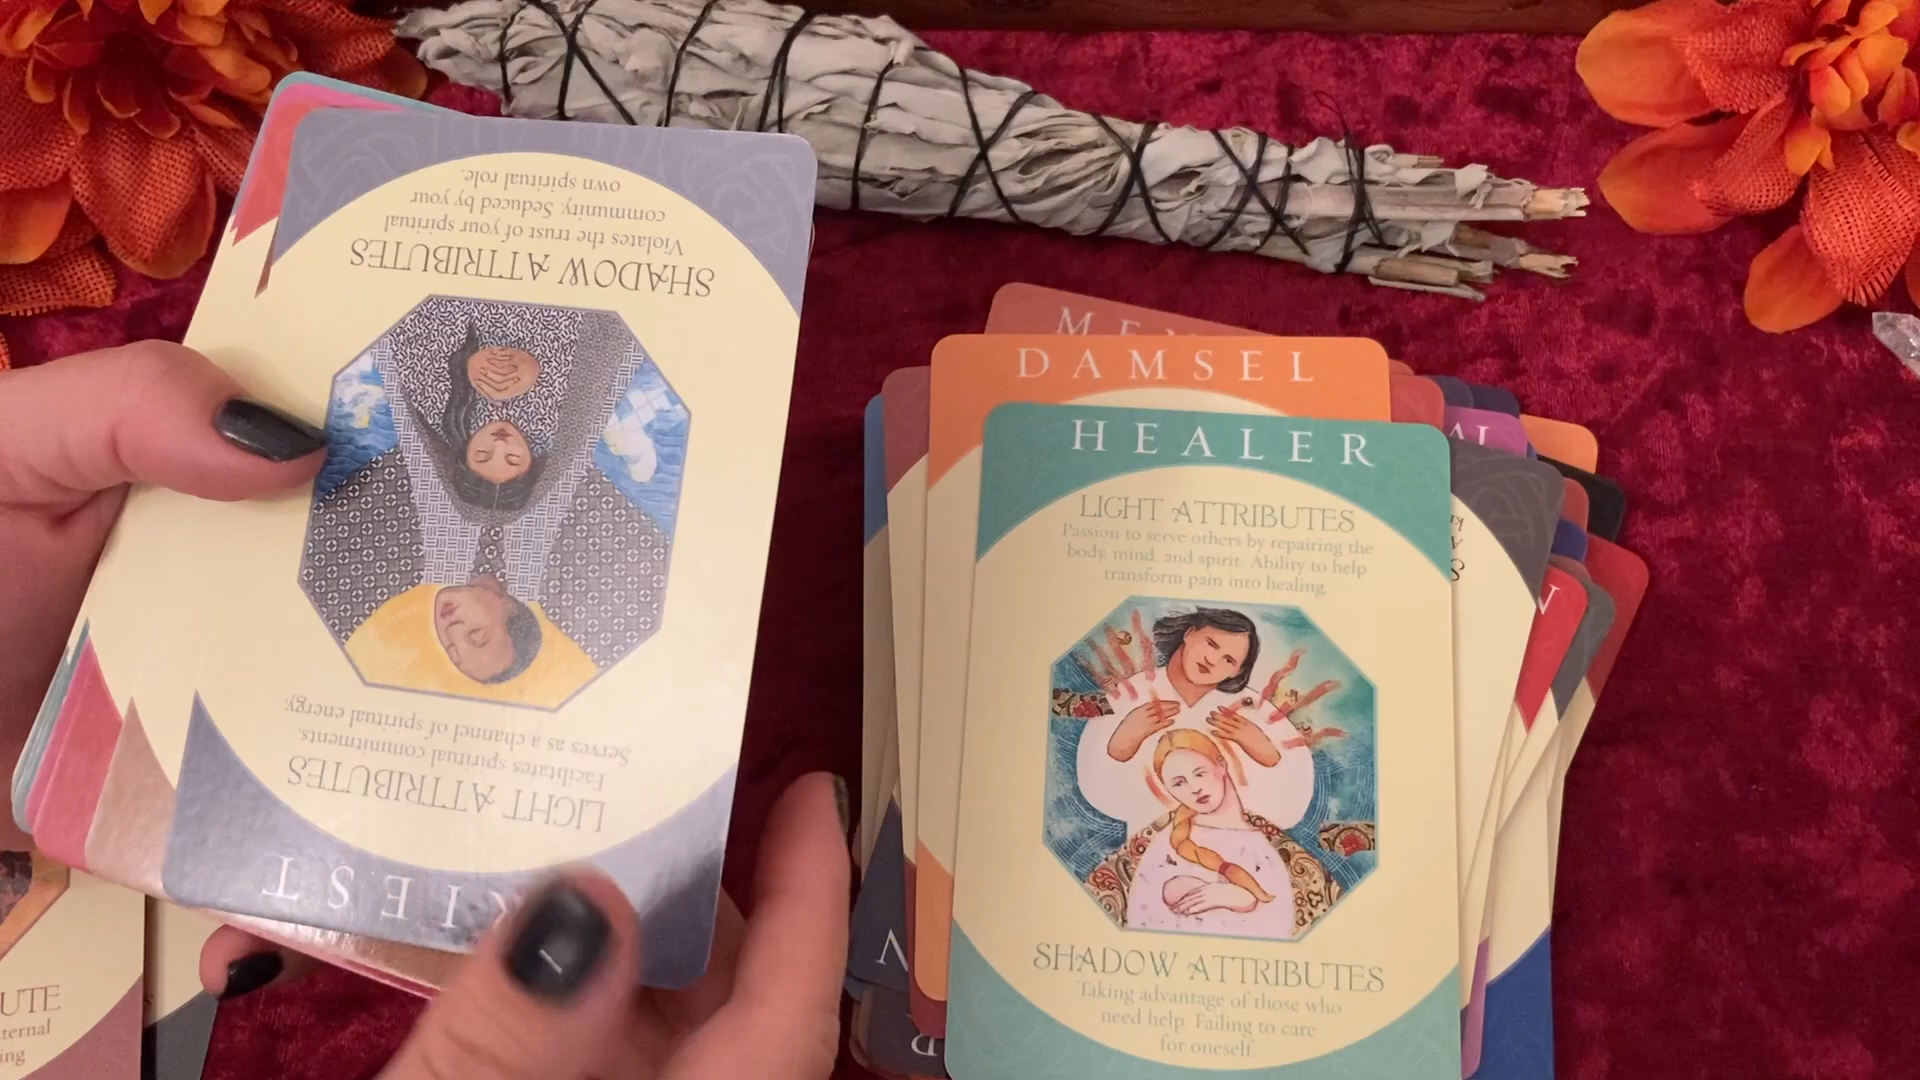 PRIEST
LIGHT ATTRIBUTES
Facilitates spiritual commitments.
Serves as a channel of spiritual energy.
SHADOW ATTRIBUTES
Violates the trust of your spiritual
community. Seduced by your
own spiritual role.
DAMSEL
HEALER
LIGHT ATTRIBUTES
Passion to serve others by repairing the
body, mind, and spirit. Ability to help
transform pain into healing.
SHADOW ATTRIBUTES
Taking advantage of those who
need help. Failing to care
for oneself.